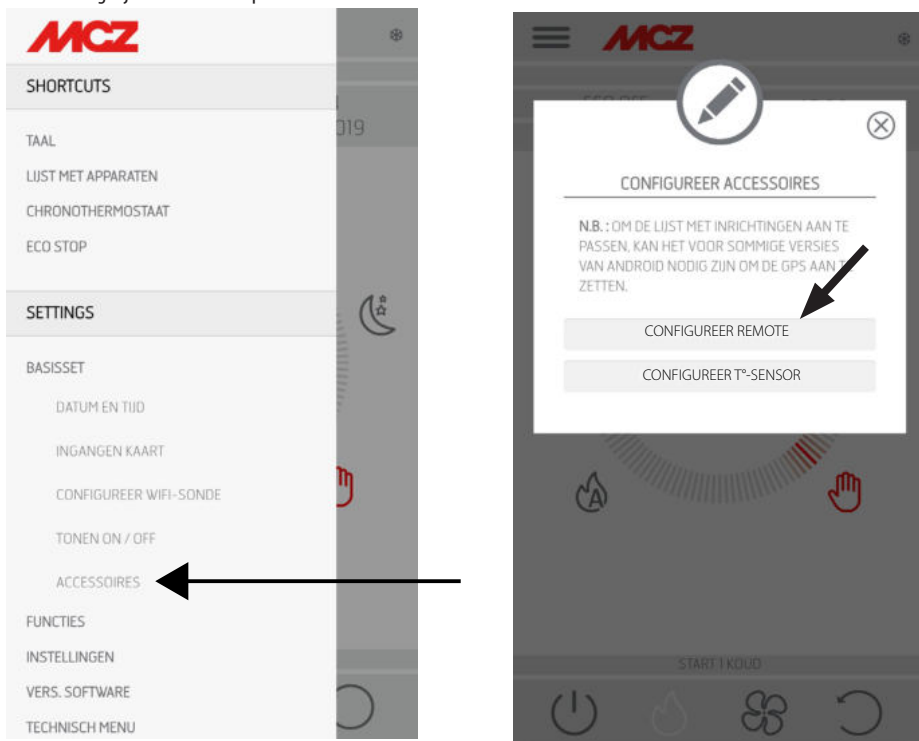 MCZ
SHORTCUTS
019
TAAL
LIJST MET APPARATEN
CHRONOTHERMOSTAAT
ECO STOP
SETTINGS
BASISSET
DATUM EN TIJD
INGANGEN KAART
CONFIGUREER WIFI-SONDE
TONEN ON / OFF
ACCESSOIRES
FUNCTIES
INSTELLINGEN
VERS. SOFTWARE
TECHNISCH MENU
MCZ
CONFIGUREER ACCESSOIRES
N.B. : OM DE LIJST MET INRICHTINGEN AAN TE
PASSEN, KAN HET VOOR SOMMIGE VERSIES
VAN ANDROID NODIG ZIJN OM DE GPS AAN
ZETTEN.
CONFIGUREER REMOTE
CONFIGUREER T°-SENSOR
A
START 1 KOUD